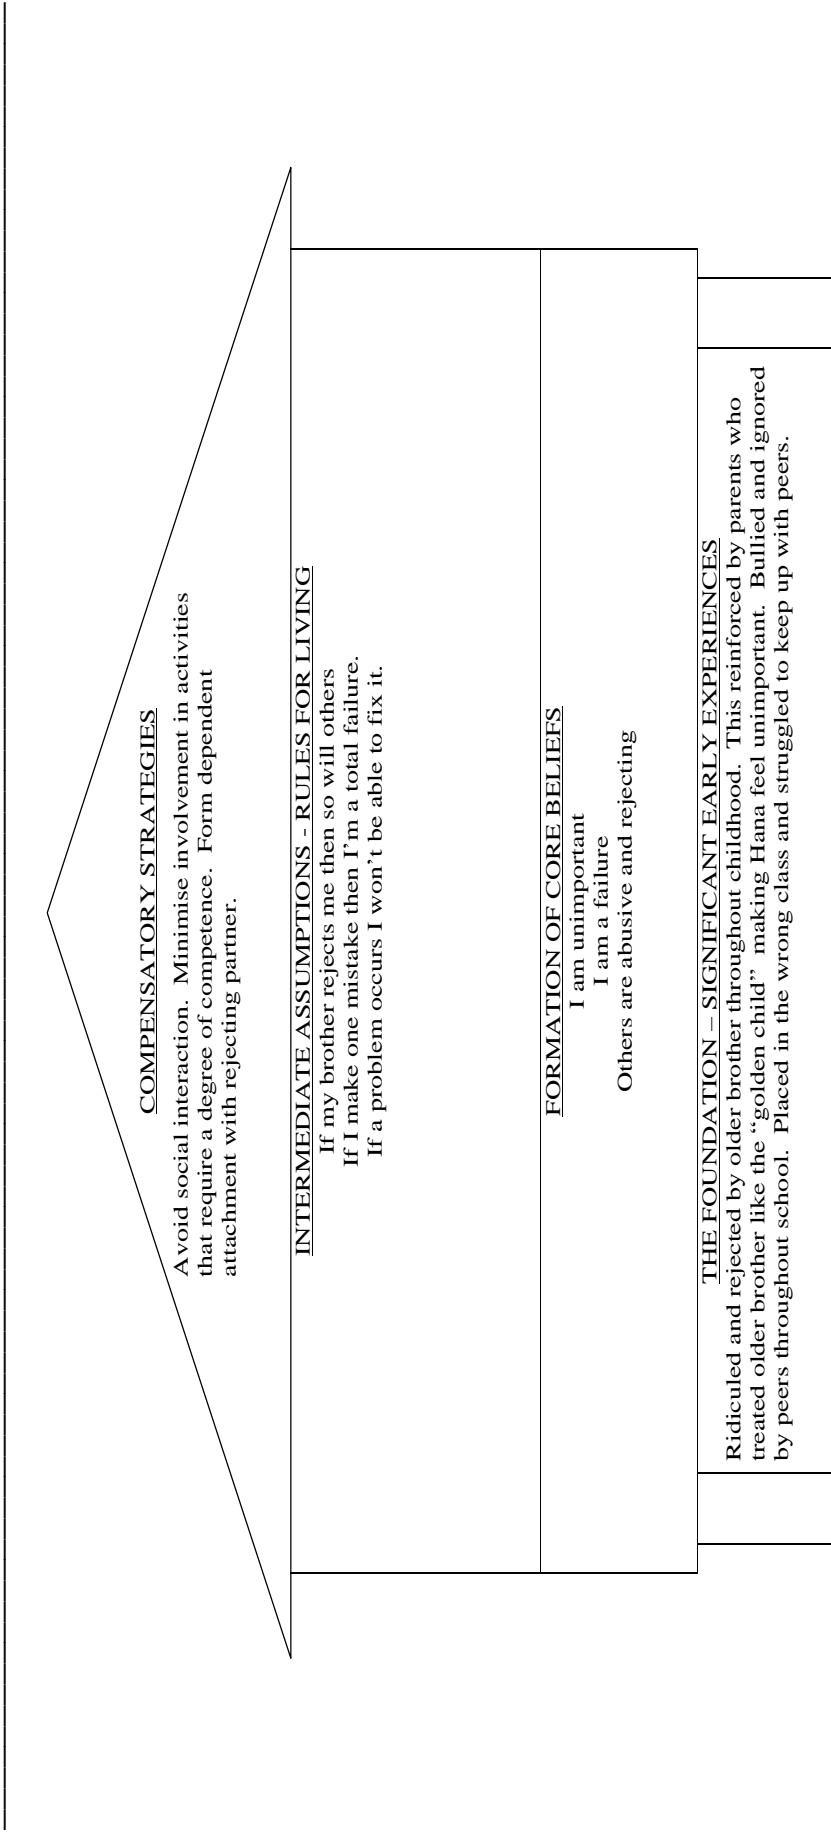 COMPENSATORY STRATEGIES
Avoid social interaction.  Minimise involvement in activities
that require a degree of competence.  Form dependent
attachment with rejecting partner.
INTERMEDIATE ASSUMPTIONS - RULES FOR LIVING
If my brother rejects me then so will others
If I make one mistake then I’m a total failure.
If a problem occurs I won’t be able to fix it.
FORMATION OF CORE BELIEFS
I am unimportant
I am a failure
Others are abusive and rejecting
THE FOUNDATION – SIGNIFICANT EARLY EXPERIENCES
Ridiculed and rejected by older brother throughout childhood.  This reinforced by parents who
treated older brother like the “golden child”  making Hana feel unimportant.  Bullied and ignored
by peers throughout school.  Placed in the wrong class and struggled to keep up with peers.